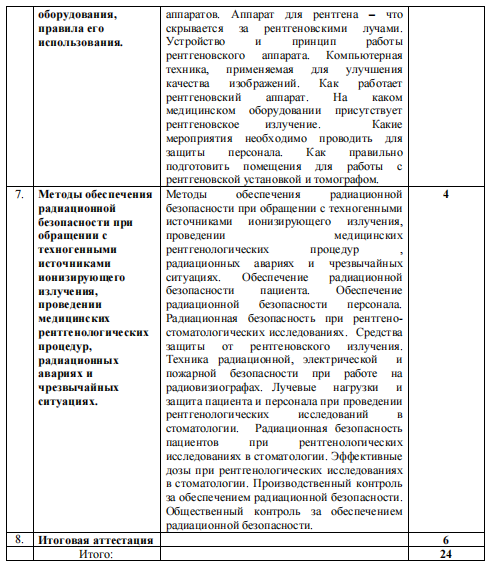 оборудования,
правила его
использования.
аппаратов. Аппарат для рентгена – что
скрывается за рентгеновскими лучами.
Устройство и принцип работы
рентгеновского аппарата. Компьютерная
техника, применяемая для улучшения
качества изображений. Как работает
рентгеновский аппарат. На каком
медицинском оборудовании присутствует
рентгеновское излучение. Какие
мероприятия необходимо проводить для
защиты персонала. Как правильно
подготовить помещения для работы с
рентгеновской установкой и томографом.
7.
Методы обеспечения
радиационной
безопасности при
обращении с
техногенными
источниками
ионизирующего
излучения,
проведении
медицинских
рентгенологических
процедур,
радиационных
авариях и
чрезвычайных
ситуациях.
Методы обеспечения радиационной
безопасности при обращении с техногенными
источниками ионизирующего излучения,
проведении медицинских
рентгенологических процедур ,
радиационных авариях и чрезвычайных
ситуациях. Обеспечение радиационной
безопасности пациента. Обеспечение
радиационной безопасности персонала.
Радиационная безопасность при рентгено-
стоматологических исследованиях. Средства
защиты от рентгеновского излучения.
Техника радиационной, электрической и
пожарной безопасности при работе на
радиовизиографах. Лучевые нагрузки и
защита пациента и персонала при проведении
рентгенологических исследований в
стоматологии. Радиационная безопасность
пациентов при рентгенологических
исследованиях в стоматологии. Эффективные
дозы при рентгенологических исследованиях
в стоматологии. Производственный контроль
за обеспечением радиационной безопасности.
Общественный контроль за обеспечением
радиационной безопасности.
4
8. Итоговая аттестация 6
Итого: 24